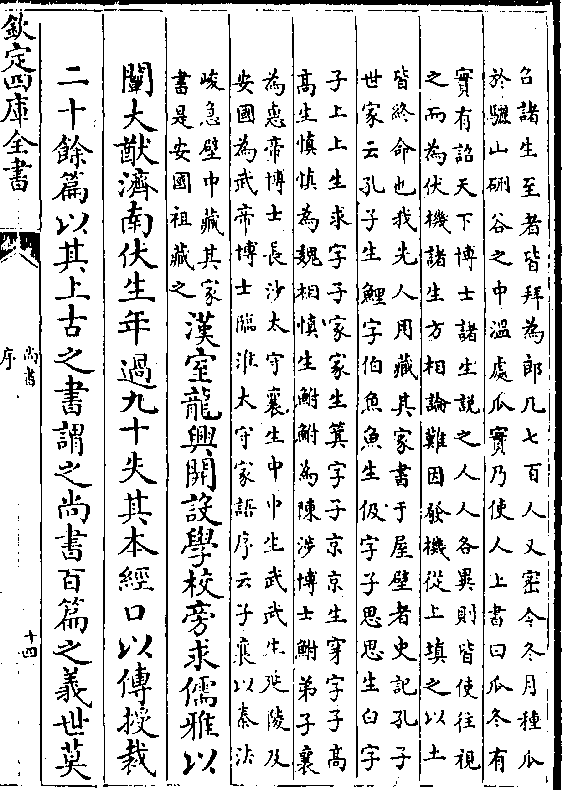 召諸生至者皆拜為郎凡七百人又密令冬月種瓜
於驪山硎谷之中溫處瓜實乃使人上書曰瓜冬有
實有詔天下博士諸生說之人人各異則皆使往視
之而為伏機諸生方相論難因發機從上填之以土
皆終命也我先人用藏其家書于屋壁者史記孔子
世家云孔子生鯉字伯魚魚生伋字子思思生白字
子上上生求字子家家生箕字子京京生穿字子高
高生慎慎為魏相慎生鮒鮒為陳涉博士鮒弟子襄
為惠帝博士長沙太守襄生中中生武武生延陵及
安國為武帝博士臨淮太守家語序云子襄以秦法
峻急壁中藏其家
書是安國祖藏之
漢室龍興開設學校旁求儒雅以
闡大猷濟南伏生年過九十失其本經口以傳授裁
二十餘篇以其上古之書謂之尚書百篇之義世莫
欽定四庫全書
尚書
序
十四